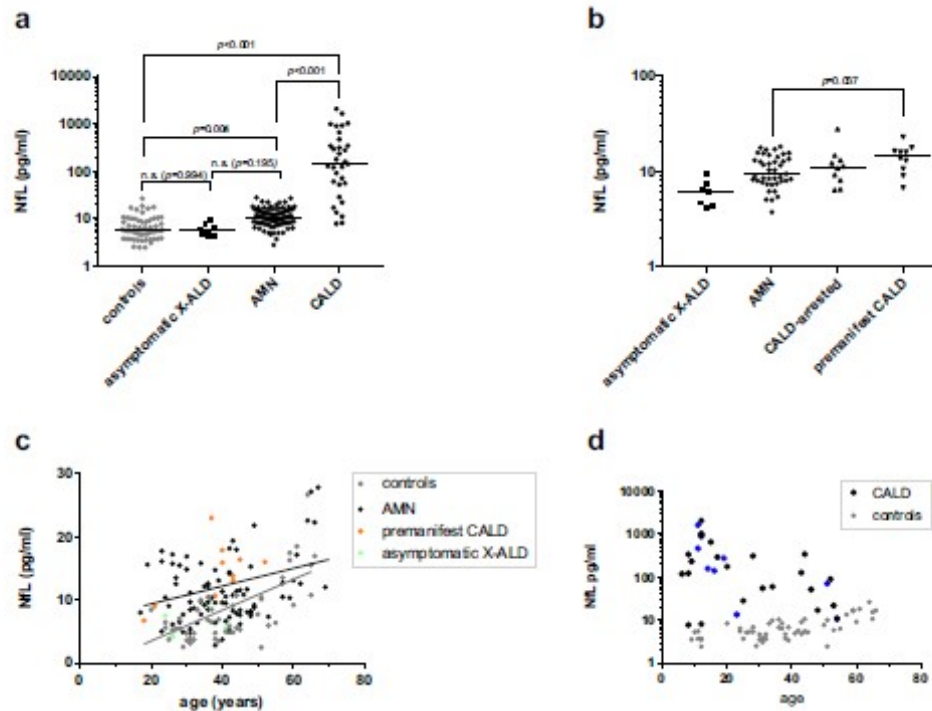 a
p<0.001
p<0.001
p=0.006
n.s. (p=0.994)
n.s. (p=0.195)
NfL (pg/ml)
10000
1000
100
10
1
controls
asymptomatic X-ALD
AMN
CALD
b
p=0.057
NfL (pg/ml)
100
10
1
asymptomatic X-ALD
AMN
CALD-arrested
premanifest CALD
c
NfL (pg/ml)
30
20
10
0
0 20 40 60 80
age (years)
controls
AMN
premanifest CALD
asymptomatic X-ALD
d
NfL pg/ml
10000
1000
100
10
1
0 20 40 60
age
CALD
controls